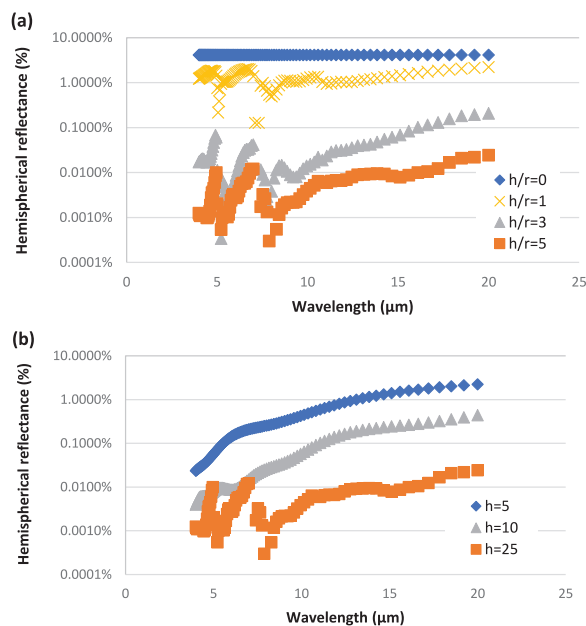 (a)
Hemispherical reflectance (%)
10.0000%
1.0000%
0.1000%
0.0100%
0.0010%
0.0001%
h/r=0
h/r=1
h/r=3
h/r=5
0 5 10 15 20 25
Wavelength (μm)
(b)
Hemispherical reflectance (%)
10.0000%
1.0000%
0.1000%
0.0100%
0.0010%
0.0001%
h=5
h=10
h=25
0 5 10 15 20 25
Wavelength (μm)